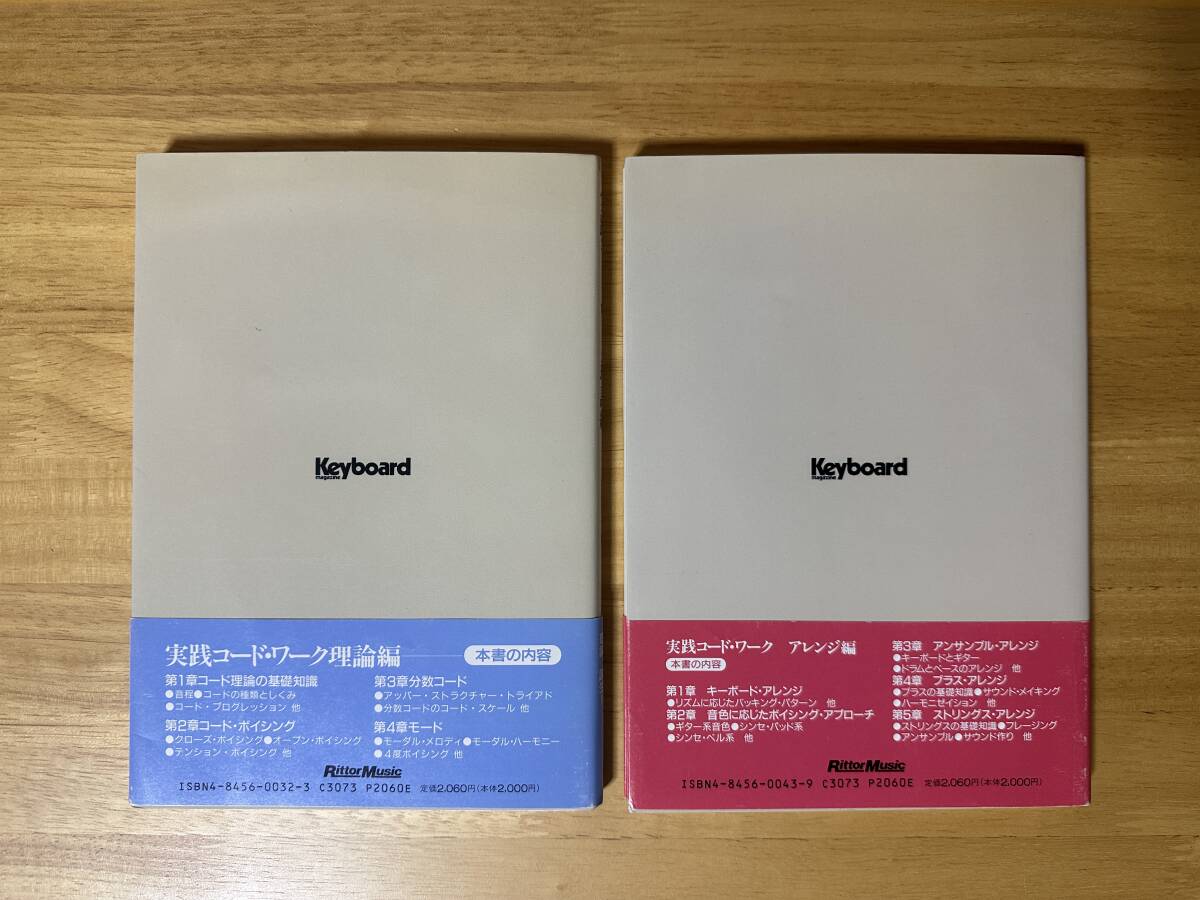 Keyboard
magazine
実践コード・ワーク理論編
本書の内容
第1章コード理論の基礎知識
●音程●コードの種類としくみ
●コード・プログレッション 他
第2章コード・ボイシング
●クローズ・ボイシング●オープン・ボイシング
●テンション・ボイシング 他
第3章分数コード
●アッパー・ストラクチャー・トライアド
●分数コードのコード・スケール 他
第4章モード
●モーダル・メロディ●モーダル・ハーモニー
●4度ボイシング 他
RittorMusic
ISBN4-8456-0032-3 C3073 P2060E 定価2,060円(本体2,000円)
Keyboard
magazine
実践コード・ワーク アレンジ編
本書の内容
第1章 キーボード・アレンジ
●リズムに応じたバッキング・パターン 他
第2章 音色に応じたボイシング・アプローチ
●ギター系音色●シンセ・パッド系
●シンセ・ベル系 他
第3章 アンサンブル・アレンジ
●キーボードとギター
●ドラムとベースのアレンジ 他
第4章 ブラス・アレンジ
●ブラスの基礎知識●サウンド・メイキング
●ハーモナイゼイション 他
第5章 ストリングス・アレンジ
●ストリングスの基礎知識●フレージング
●アンサンブル●サウンド作り 他
RittorMusic
ISBN4-8456-0043-9 C3073 P2060E 定価2,060円(本体2,000円)